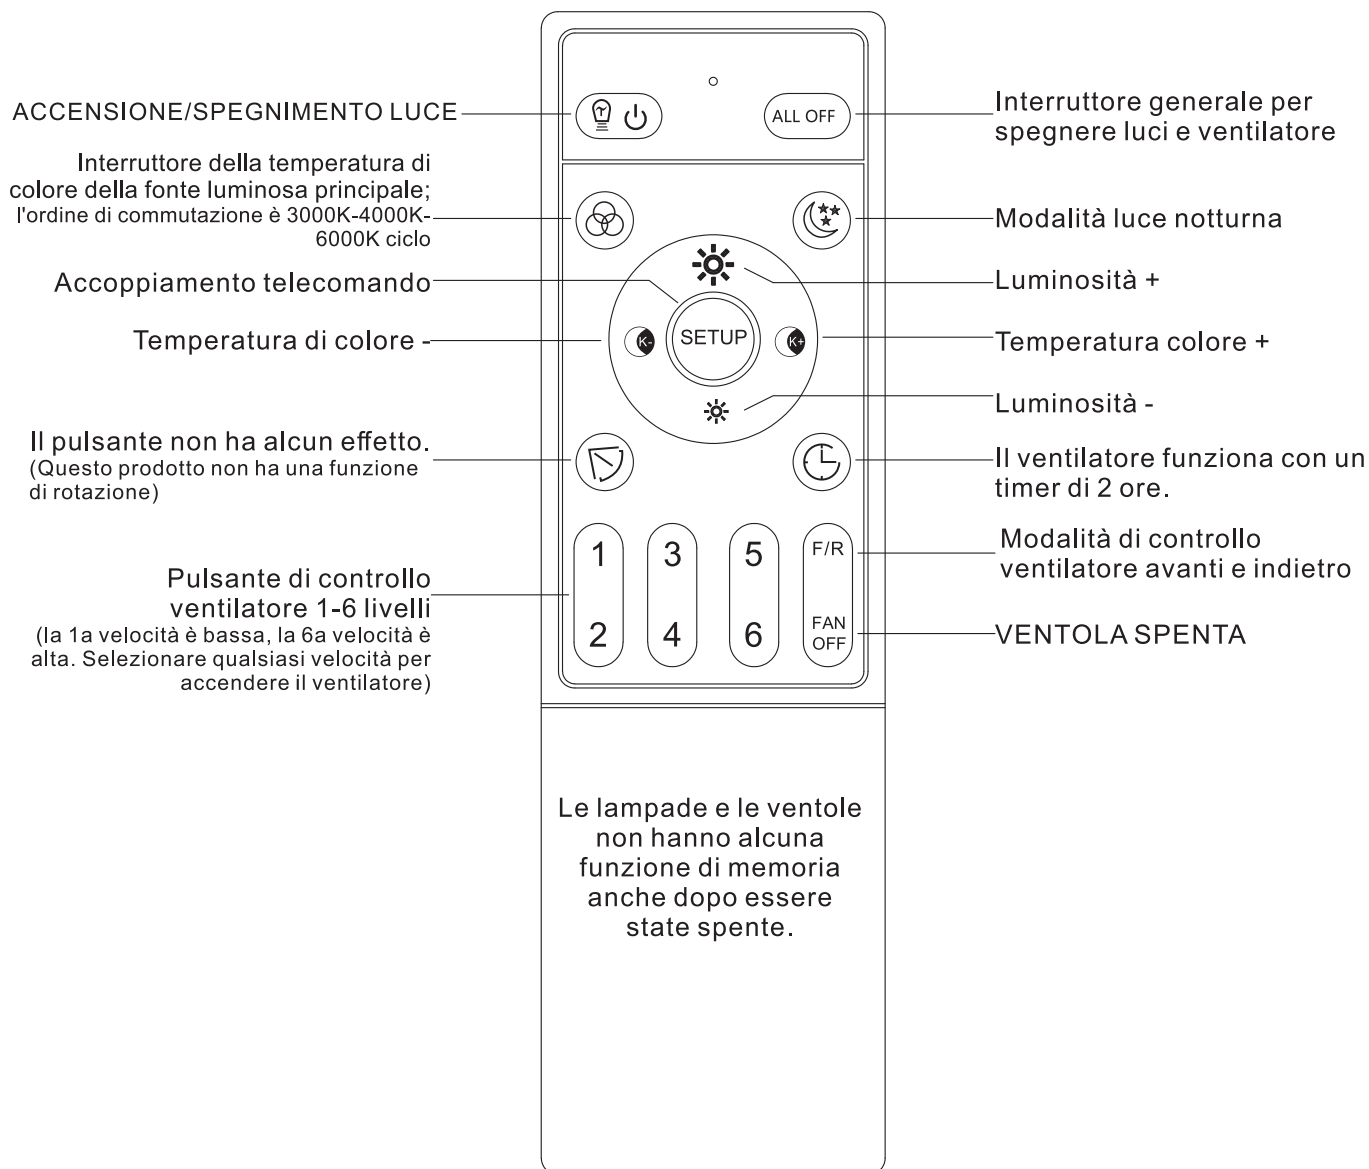 ACCENSIONE/SPEGNIMENTO LUCE
Interruttore della temperatura di
colore della fonte luminosa principale;
l'ordine di commutazione è 3000K-4000K-
6000K ciclo
Accoppiamento telecomando
Temperatura di colore -
Il pulsante non ha alcun effetto.
(Questo prodotto non ha una funzione
di rotazione)
Pulsante di controllo
ventilatore 1-6 livelli
(la 1a velocità è bassa, la 6a velocità è
alta. Selezionare qualsiasi velocità per
accendere il ventilatore)
ALL OFF
K-
SETUP
K+
1
3
5
F/R
2
4
6
FAN
OFF
Interruttore generale per
spegnere luci e ventilatore
Modalità luce notturna
Luminosità +
Temperatura colore +
Luminosità -
Il ventilatore funziona con un
timer di 2 ore.
Modalità di controllo
ventilatore avanti e indietro
VENTOLA SPENTA
Le lampade e le ventole
non hanno alcuna
funzione di memoria
anche dopo essere
state spente.